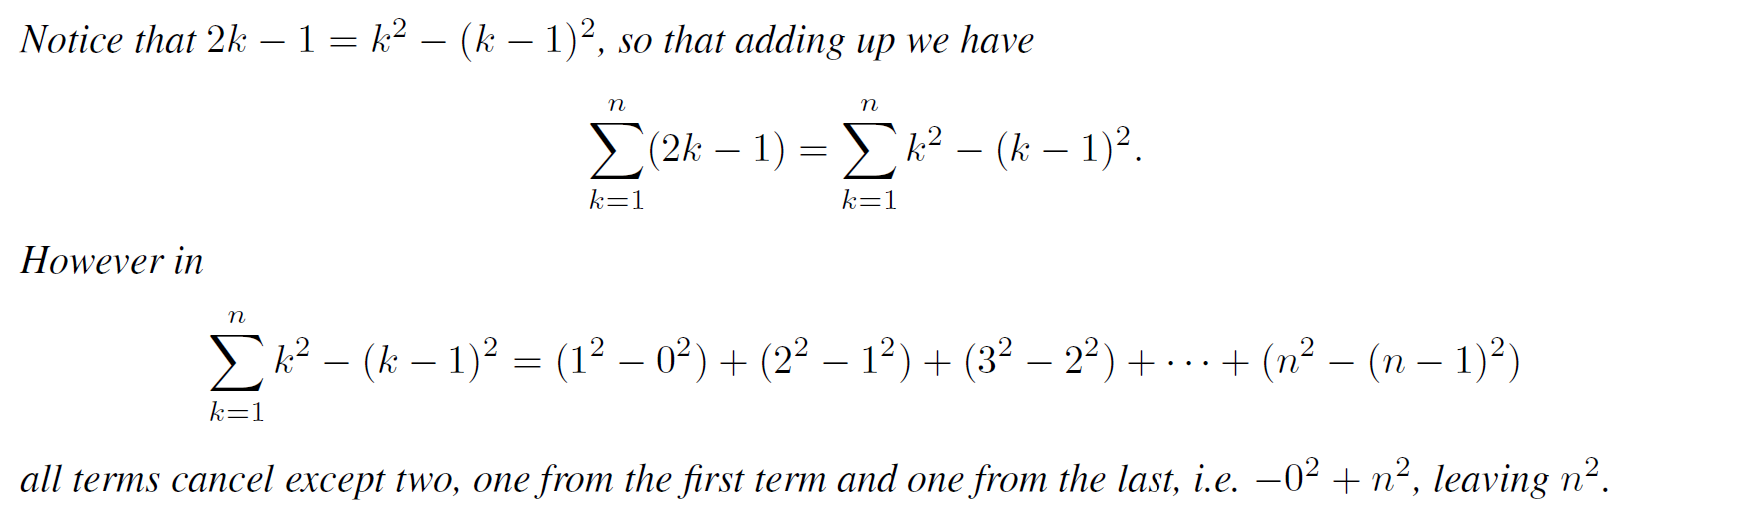 Notice that 2k − 1 = k² − (k − 1)², so that adding up we have
∑_{k=1}^{n} (2k − 1) = ∑_{k=1}^{n} k² − (k − 1)².
However in
∑_{k=1}^{n} k² − (k − 1)² = (1² − 0²) + (2² − 1²) + (3² − 2²) + ⋯ + (n² − (n − 1)²)
all terms cancel except two, one from the first term and one from the last, i.e. −0² + n², leaving n².